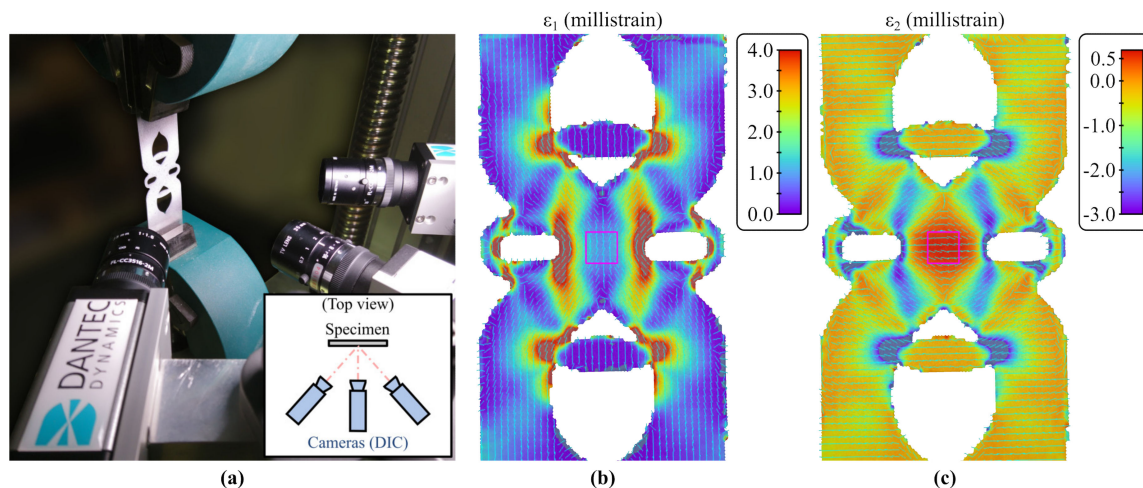 ε1 (millistrain)
ε2 (millistrain)
4.0
3.0
2.0
1.0
0.0
0.5
0.0
-1.0
-2.0
-3.0
DANTEC
DYNAMICS
(Top view)
Specimen
Cameras (DIC)
(a)
(b)
(c)